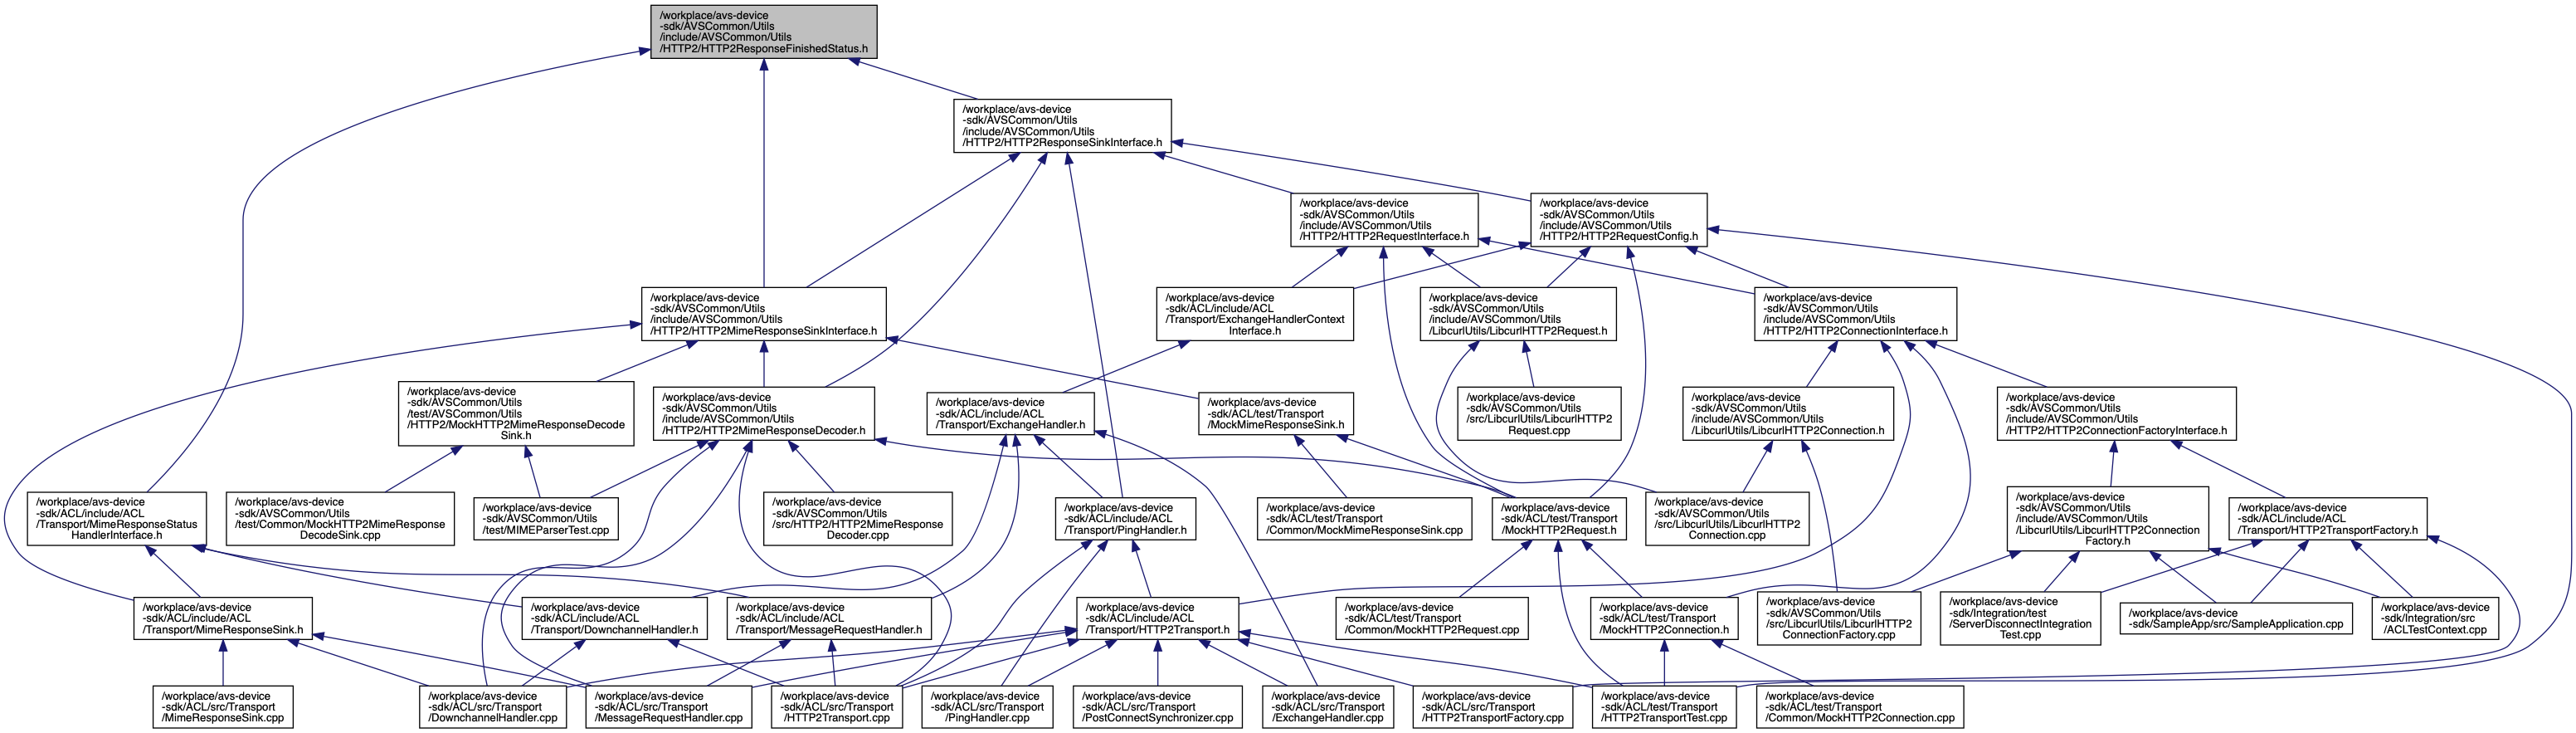 /workplace/avs-device
-sdk/AVSCommon/Utils
/include/AVSCommon/Utils
/HTTP2/HTTP2ResponseFinishedStatus.h
/workplace/avs-device
-sdk/AVSCommon/Utils
/include/AVSCommon/Utils
/HTTP2/HTTP2ResponseSinkInterface.h
/workplace/avs-device
-sdk/AVSCommon/Utils
/include/AVSCommon/Utils
/HTTP2/HTTP2RequestInterface.h
/workplace/avs-device
-sdk/AVSCommon/Utils
/include/AVSCommon/Utils
/HTTP2/HTTP2RequestConfig.h
/workplace/avs-device
-sdk/AVSCommon/Utils
/include/AVSCommon/Utils
/HTTP2/HTTP2MimeResponseSinkInterface.h
/workplace/avs-device
-sdk/ACL/include/ACL
/Transport/ExchangeHandlerContext
Interface.h
/workplace/avs-device
-sdk/AVSCommon/Utils
/include/AVSCommon/Utils
/LibcurlUtils/LibcurlHTTP2Request.h
/workplace/avs-device
-sdk/AVSCommon/Utils
/include/AVSCommon/Utils
/HTTP2/HTTP2ConnectionInterface.h
/workplace/avs-device
-sdk/AVSCommon/Utils
/test/AVSCommon/Utils
/HTTP2/MockHTTP2MimeResponseDecode
Sink.h
/workplace/avs-device
-sdk/AVSCommon/Utils
/include/AVSCommon/Utils
/HTTP2/HTTP2MimeResponseDecoder.h
/workplace/avs-device
-sdk/ACL/include/ACL
/Transport/ExchangeHandler.h
/workplace/avs-device
-sdk/ACL/test/Transport
/MockMimeResponseSink.h
/workplace/avs-device
-sdk/AVSCommon/Utils
/src/LibcurlUtils/LibcurlHTTP2
Request.cpp
/workplace/avs-device
-sdk/AVSCommon/Utils
/include/AVSCommon/Utils
/LibcurlUtils/LibcurlHTTP2Connection.h
/workplace/avs-device
-sdk/AVSCommon/Utils
/include/AVSCommon/Utils
/HTTP2/HTTP2ConnectionFactoryInterface.h
/workplace/avs-device
-sdk/ACL/include/ACL
/Transport/MimeResponseStatus
HandlerInterface.h
/workplace/avs-device
-sdk/AVSCommon/Utils
/test/Common/MockHTTP2MimeResponse
DecodeSink.cpp
/workplace/avs-device
-sdk/AVSCommon/Utils
/test/MIMEParserTest.cpp
/workplace/avs-device
-sdk/AVSCommon/Utils
/src/HTTP2/HTTP2MimeResponse
Decoder.cpp
/workplace/avs-device
-sdk/ACL/include/ACL
/Transport/PingHandler.h
/workplace/avs-device
-sdk/ACL/test/Transport
/Common/MockMimeResponseSink.cpp
/workplace/avs-device
-sdk/ACL/test/Transport
/MockHTTP2Request.h
/workplace/avs-device
-sdk/AVSCommon/Utils
/src/LibcurlUtils/LibcurlHTTP2
Connection.cpp
/workplace/avs-device
-sdk/AVSCommon/Utils
/include/AVSCommon/Utils
/LibcurlUtils/LibcurlHTTP2Connection
Factory.h
/workplace/avs-device
-sdk/ACL/include/ACL
/Transport/HTTP2TransportFactory.h
/workplace/avs-device
-sdk/ACL/include/ACL
/Transport/MimeResponseSink.h
/workplace/avs-device
-sdk/ACL/include/ACL
/Transport/DownchannelHandler.h
/workplace/avs-device
-sdk/ACL/include/ACL
/Transport/MessageRequestHandler.h
/workplace/avs-device
-sdk/ACL/include/ACL
/Transport/HTTP2Transport.h
/workplace/avs-device
-sdk/ACL/test/Transport
/Common/MockHTTP2Request.cpp
/workplace/avs-device
-sdk/ACL/test/Transport
/MockHTTP2Connection.h
/workplace/avs-device
-sdk/AVSCommon/Utils
/src/LibcurlUtils/LibcurlHTTP2
ConnectionFactory.cpp
/workplace/avs-device
-sdk/Integration/test
/ServerDisconnectIntegration
Test.cpp
/workplace/avs-device
-sdk/SampleApp/src/SampleApplication.cpp
/workplace/avs-device
-sdk/Integration/src
/ACLTestContext.cpp
/workplace/avs-device
-sdk/ACL/src/Transport
/MimeResponseSink.cpp
/workplace/avs-device
-sdk/ACL/src/Transport
/DownchannelHandler.cpp
/workplace/avs-device
-sdk/ACL/src/Transport
/MessageRequestHandler.cpp
/workplace/avs-device
-sdk/ACL/src/Transport
/HTTP2Transport.cpp
/workplace/avs-device
-sdk/ACL/src/Transport
/PingHandler.cpp
/workplace/avs-device
-sdk/ACL/src/Transport
/PostConnectSynchronizer.cpp
/workplace/avs-device
-sdk/ACL/src/Transport
/ExchangeHandler.cpp
/workplace/avs-device
-sdk/ACL/src/Transport
/HTTP2TransportFactory.cpp
/workplace/avs-device
-sdk/ACL/test/Transport
/HTTP2TransportTest.cpp
/workplace/avs-device
-sdk/ACL/test/Transport
/Common/MockHTTP2Connection.cpp